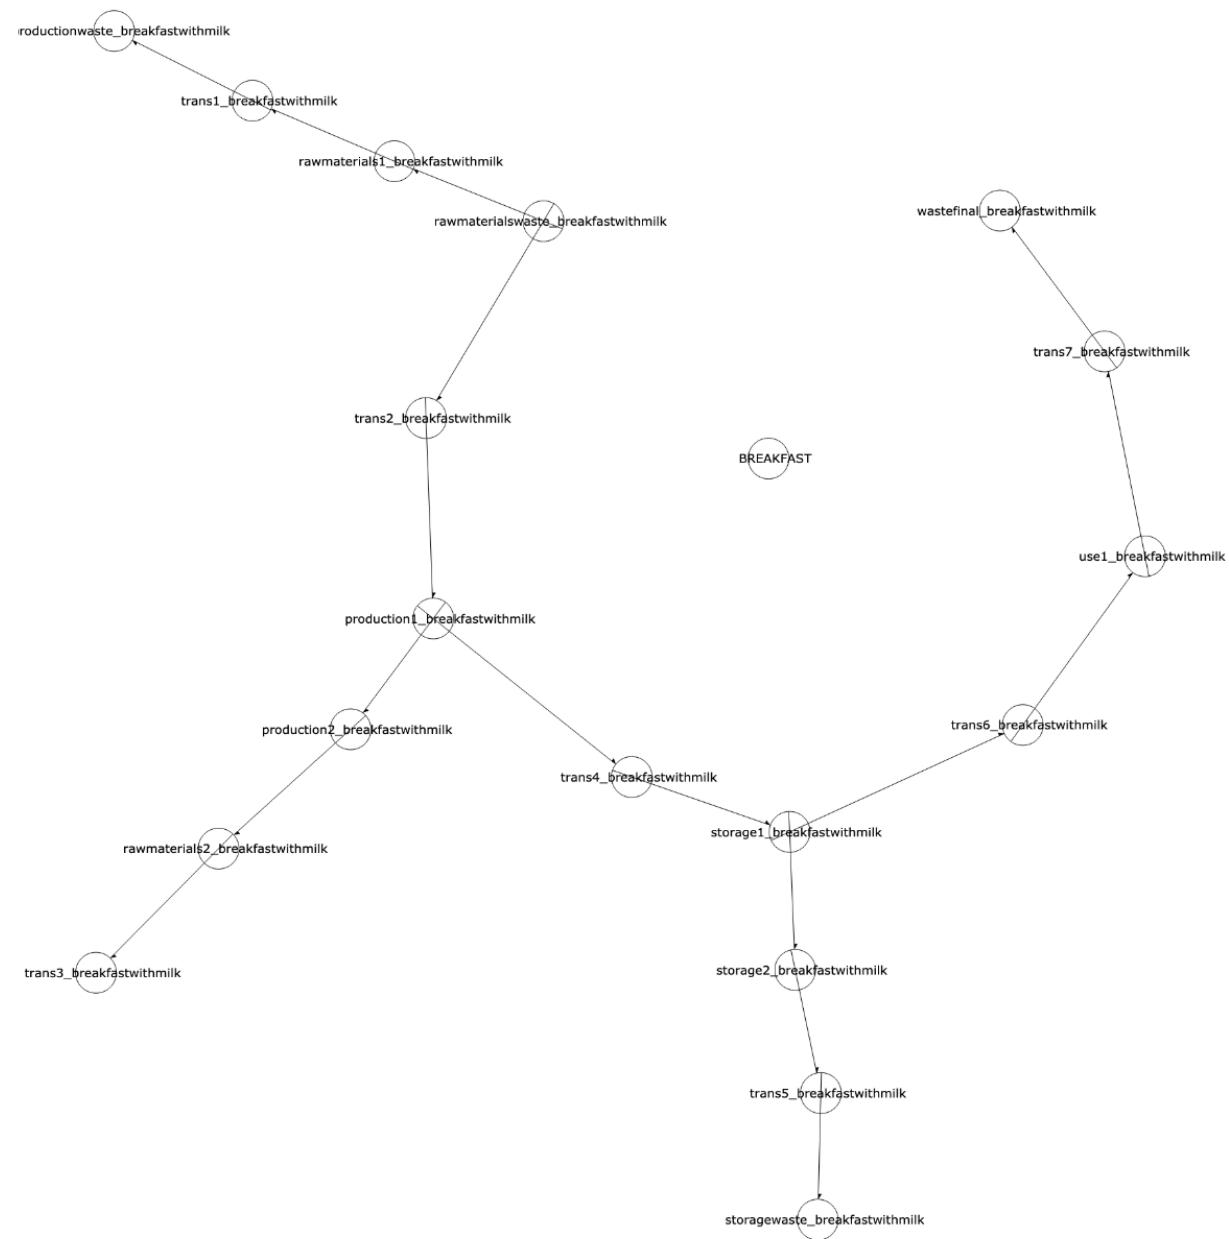 roductionwaste_breakfastwithmilk
trans1_breakfastwithmilk
rawmaterials1_breakfastwithmilk
rawmaterialswaste_breakfastwithmilk
wastefinal_breakfastwithmilk
trans7_breakfastwithmilk
trans2_breakfastwithmilk
BREAKFAST
use1_breakfastwithmilk
production1_breakfastwithmilk
production2_breakfastwithmilk
trans6_breakfastwithmilk
trans4_breakfastwithmilk
storage1_breakfastwithmilk
rawmaterials2_breakfastwithmilk
trans3_breakfastwithmilk
storage2_breakfastwithmilk
trans5_breakfastwithmilk
storagewaste_breakfastwithmilk